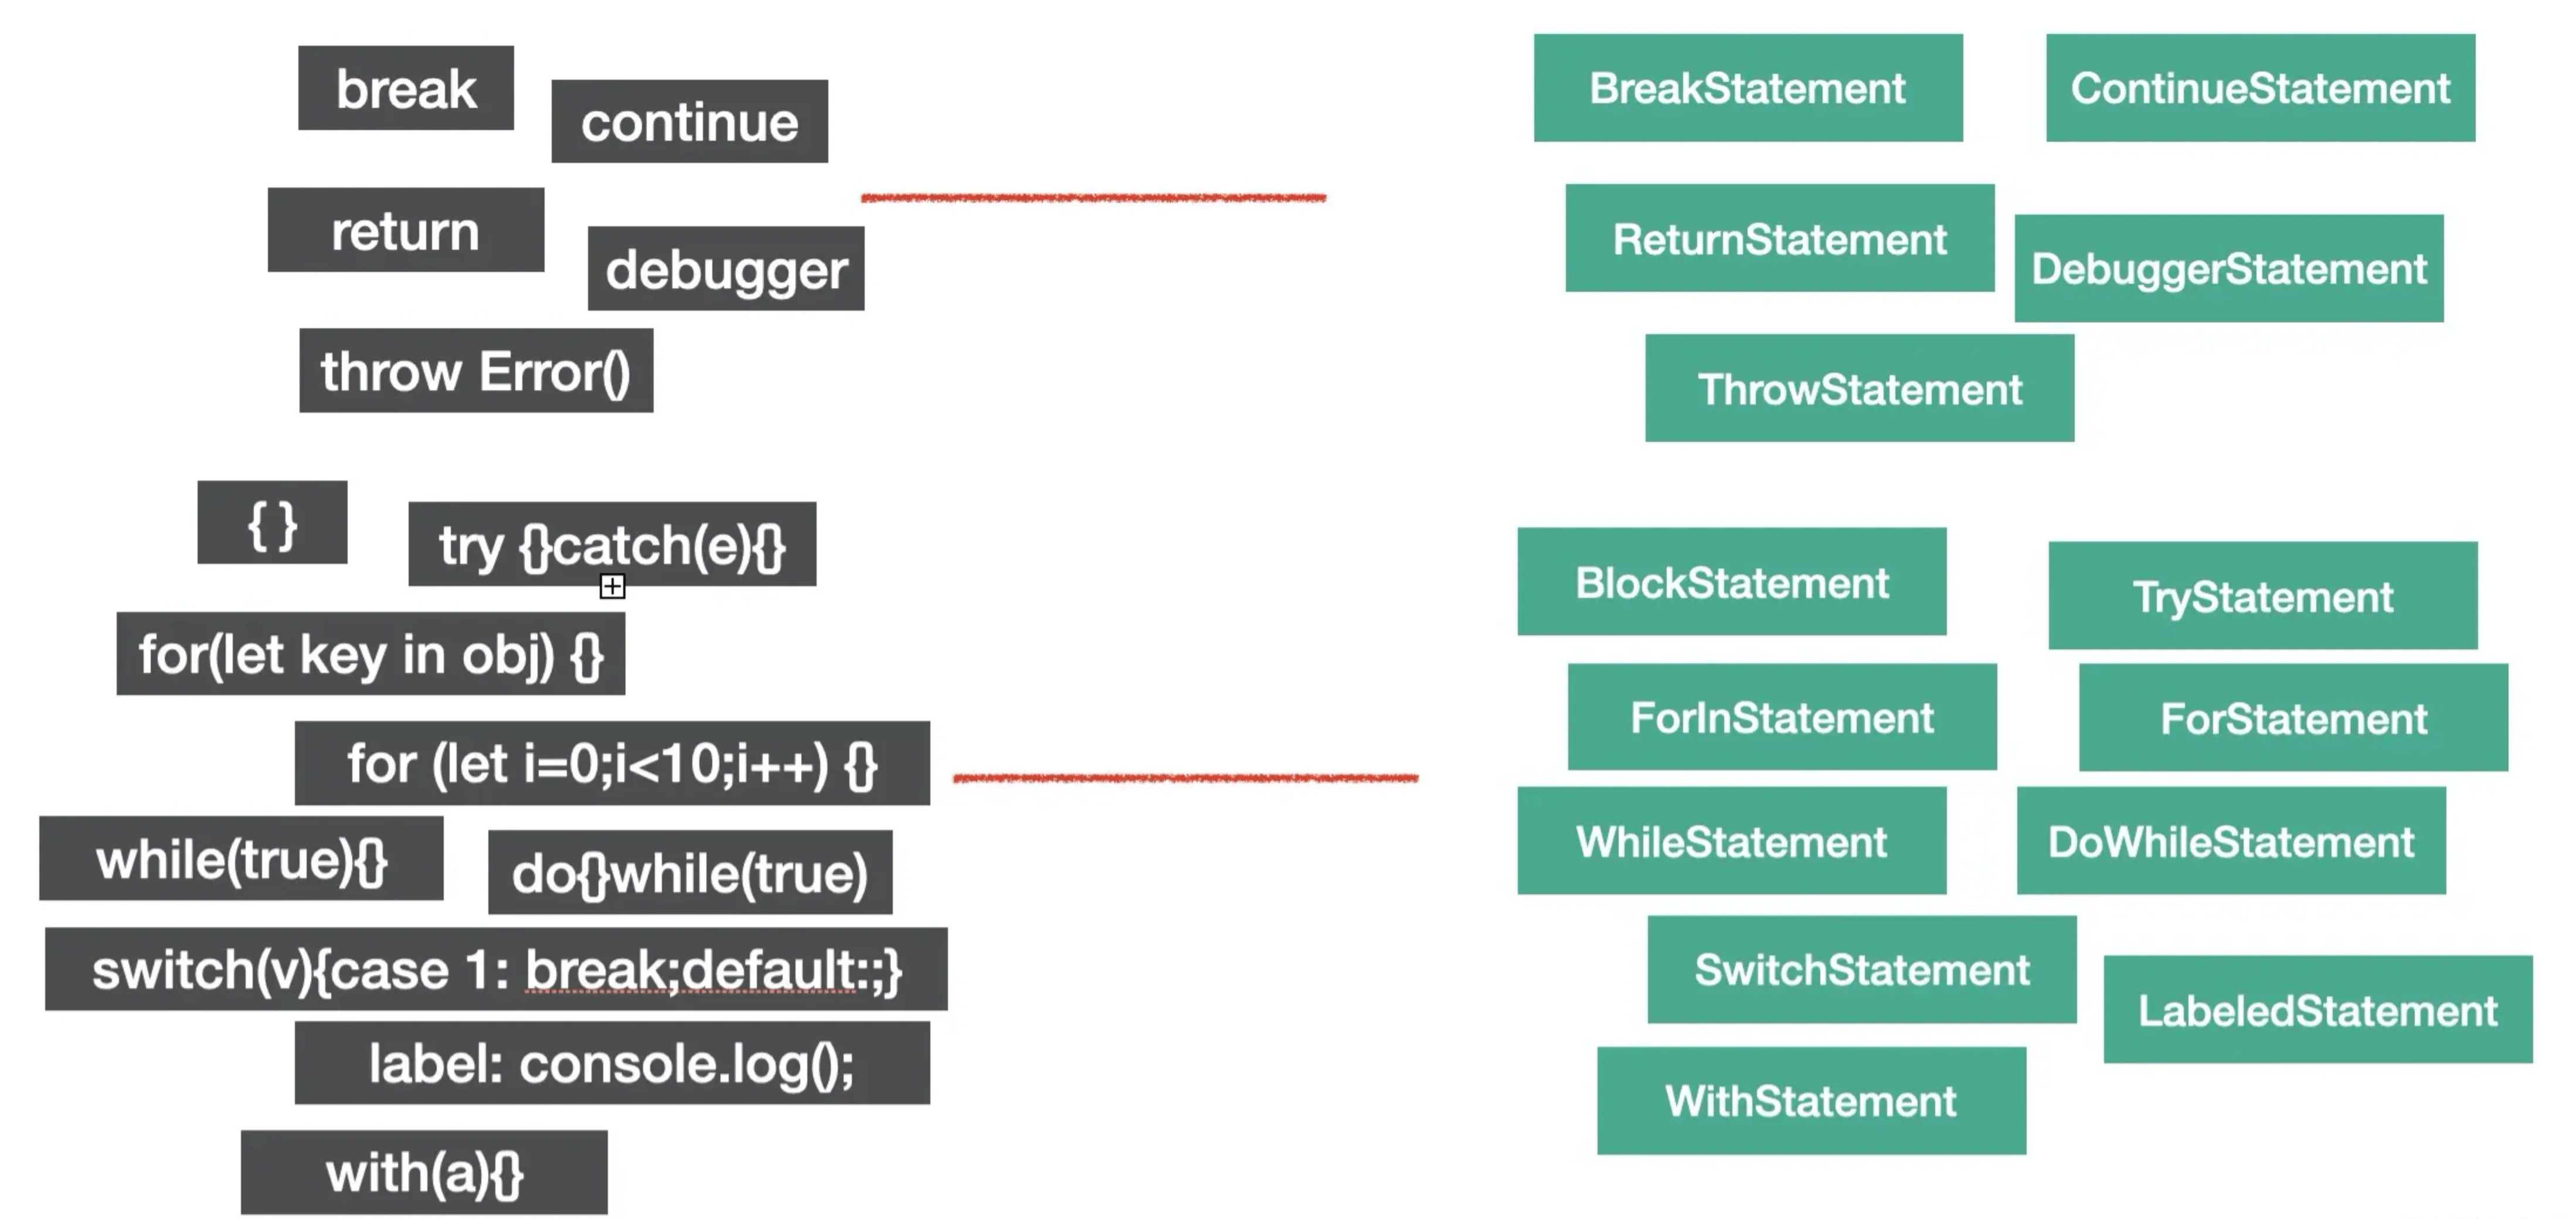 break
continue
return
debugger
throw Error()
{ }
try {}catch(e){}
for(let key in obj) {}
for (let i=0;i<10;i++) {}
while(true){}
do{}while(true)
switch(v){case 1: break;default:;}
label: console.log();
with(a){}
BreakStatement
ContinueStatement
ReturnStatement
DebuggerStatement
ThrowStatement
BlockStatement
TryStatement
ForInStatement
ForStatement
WhileStatement
DoWhileStatement
SwitchStatement
LabeledStatement
WithStatement